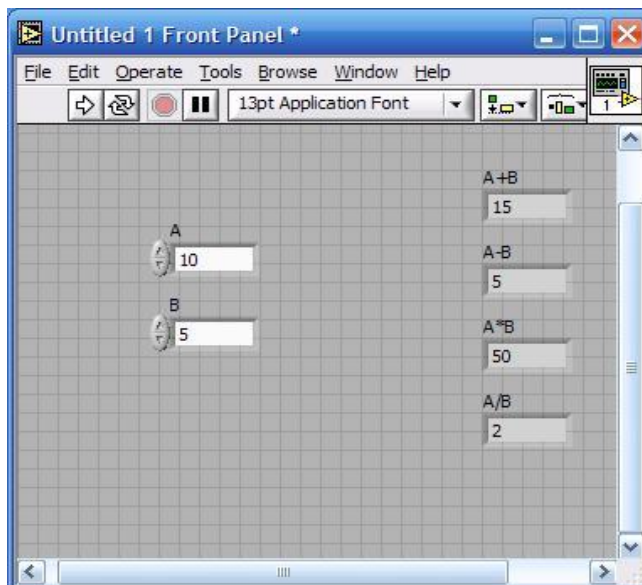 Untitled 1 Front Panel *
File Edit Operate Tools Browse Window Help
13pt Application Font
1
A
10
B
5
A+B
15
A-B
5
A*B
50
A/B
2